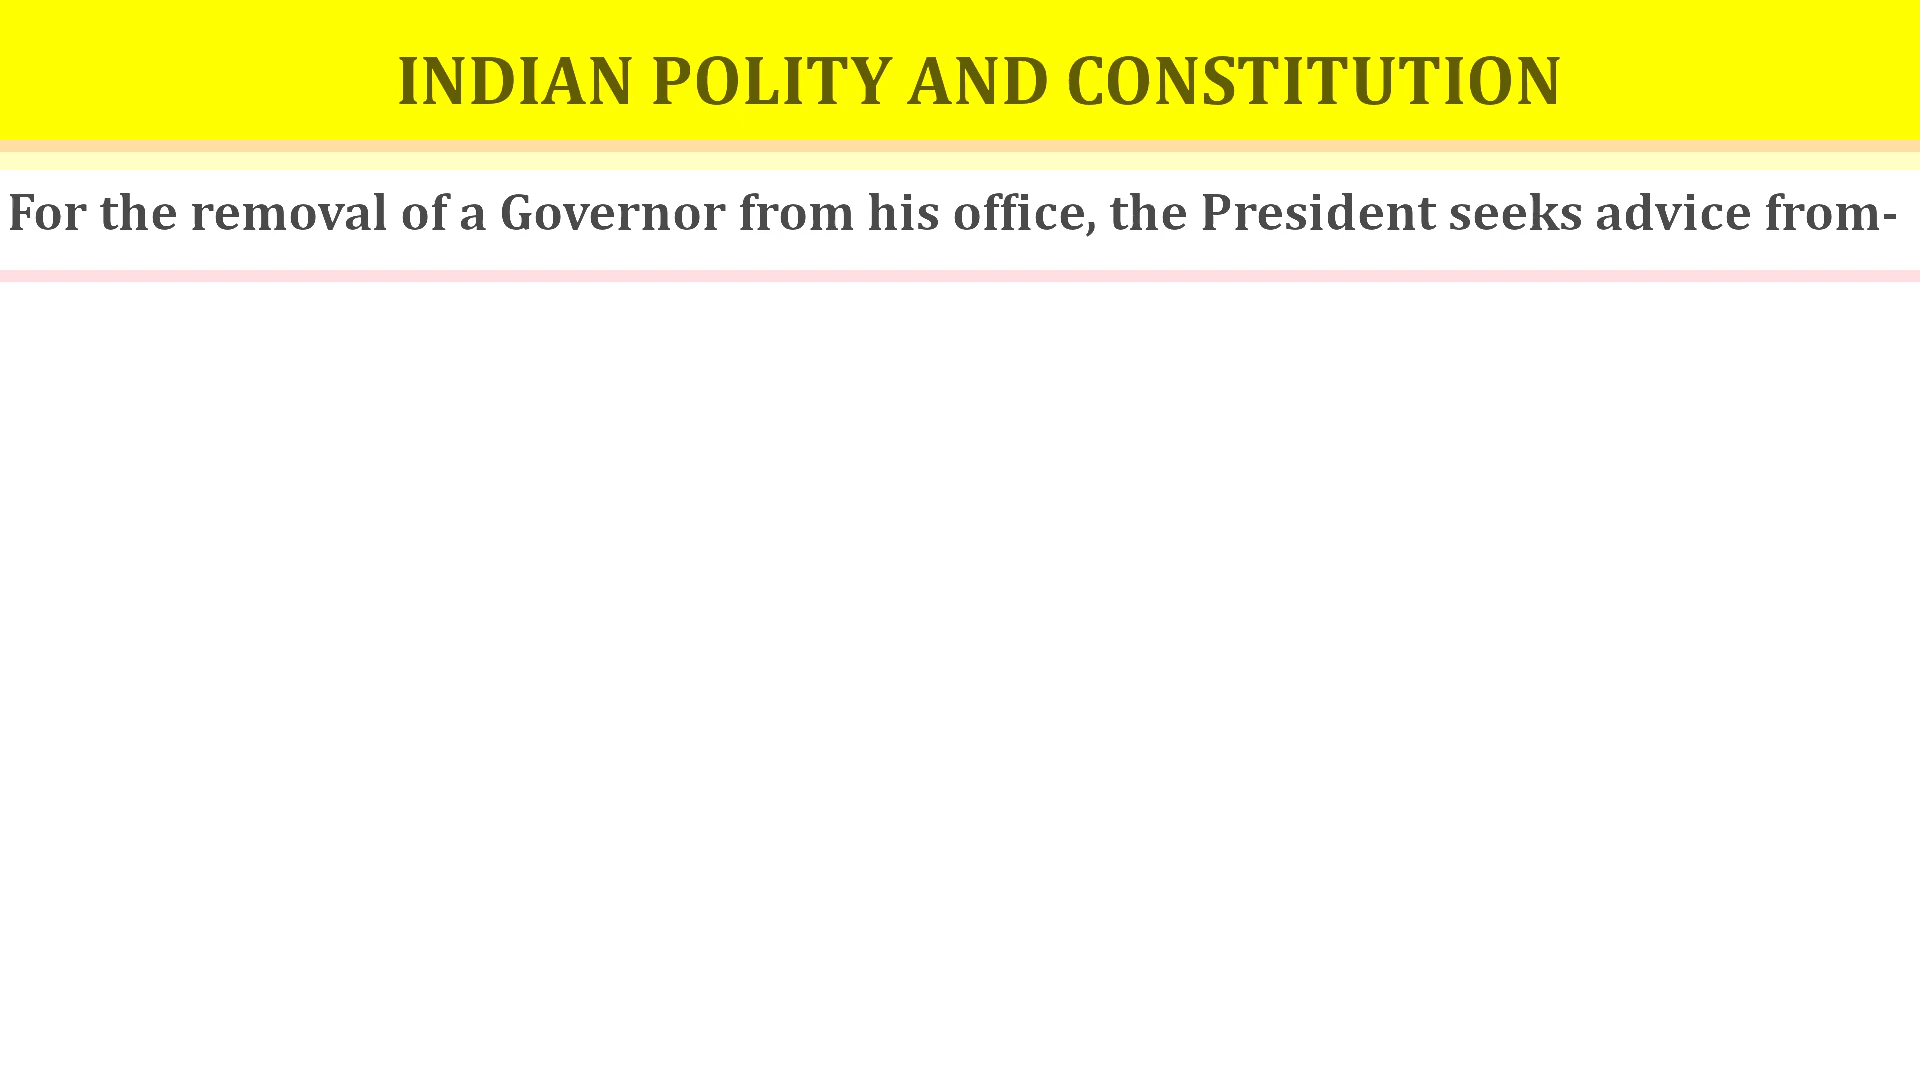 INDIAN POLITY AND CONSTITUTION
For the removal of a Governor from his office, the President seeks advice from-